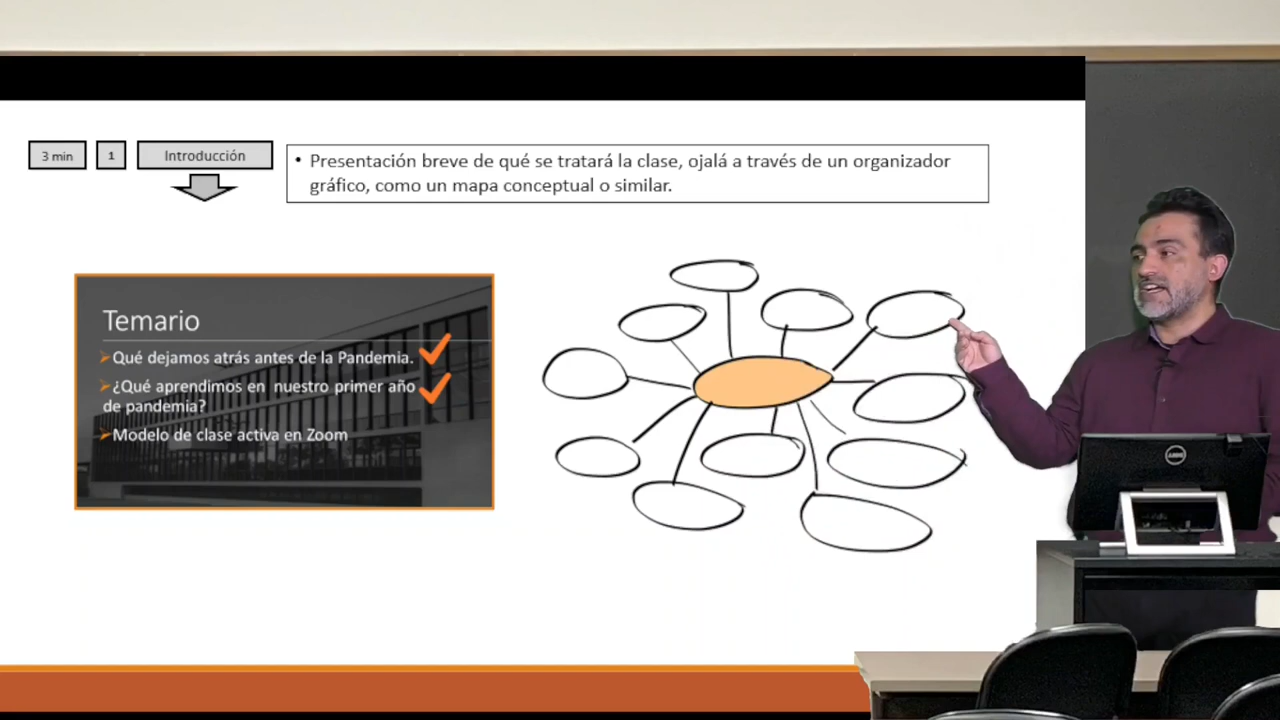 3 min
1
Introducción
• Presentación breve de qué se tratará la clase, ojalá a través de un organizador
gráfico, como un mapa conceptual o similar.
Temario
Qué dejamos atrás antes de la Pandemia.
¿Qué aprendimos en nuestro primer año
de pandemia?
Modelo de clase activa en Zoom